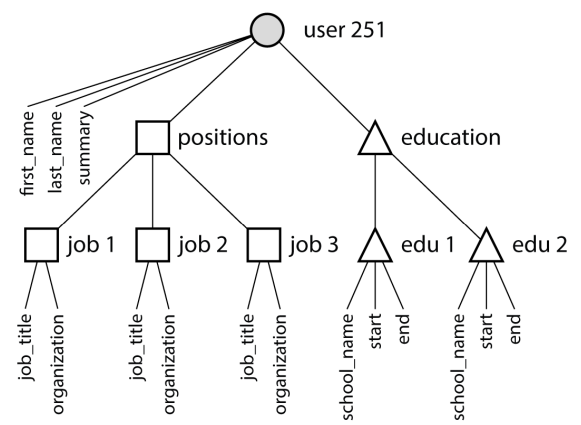 user 251
first_name
last_name
summary
positions
education
job 1
job 2
job 3
edu 1
edu 2
job_title
organization
job_title
organization
job_title
organization
school_name
start
end
school_name
start
end